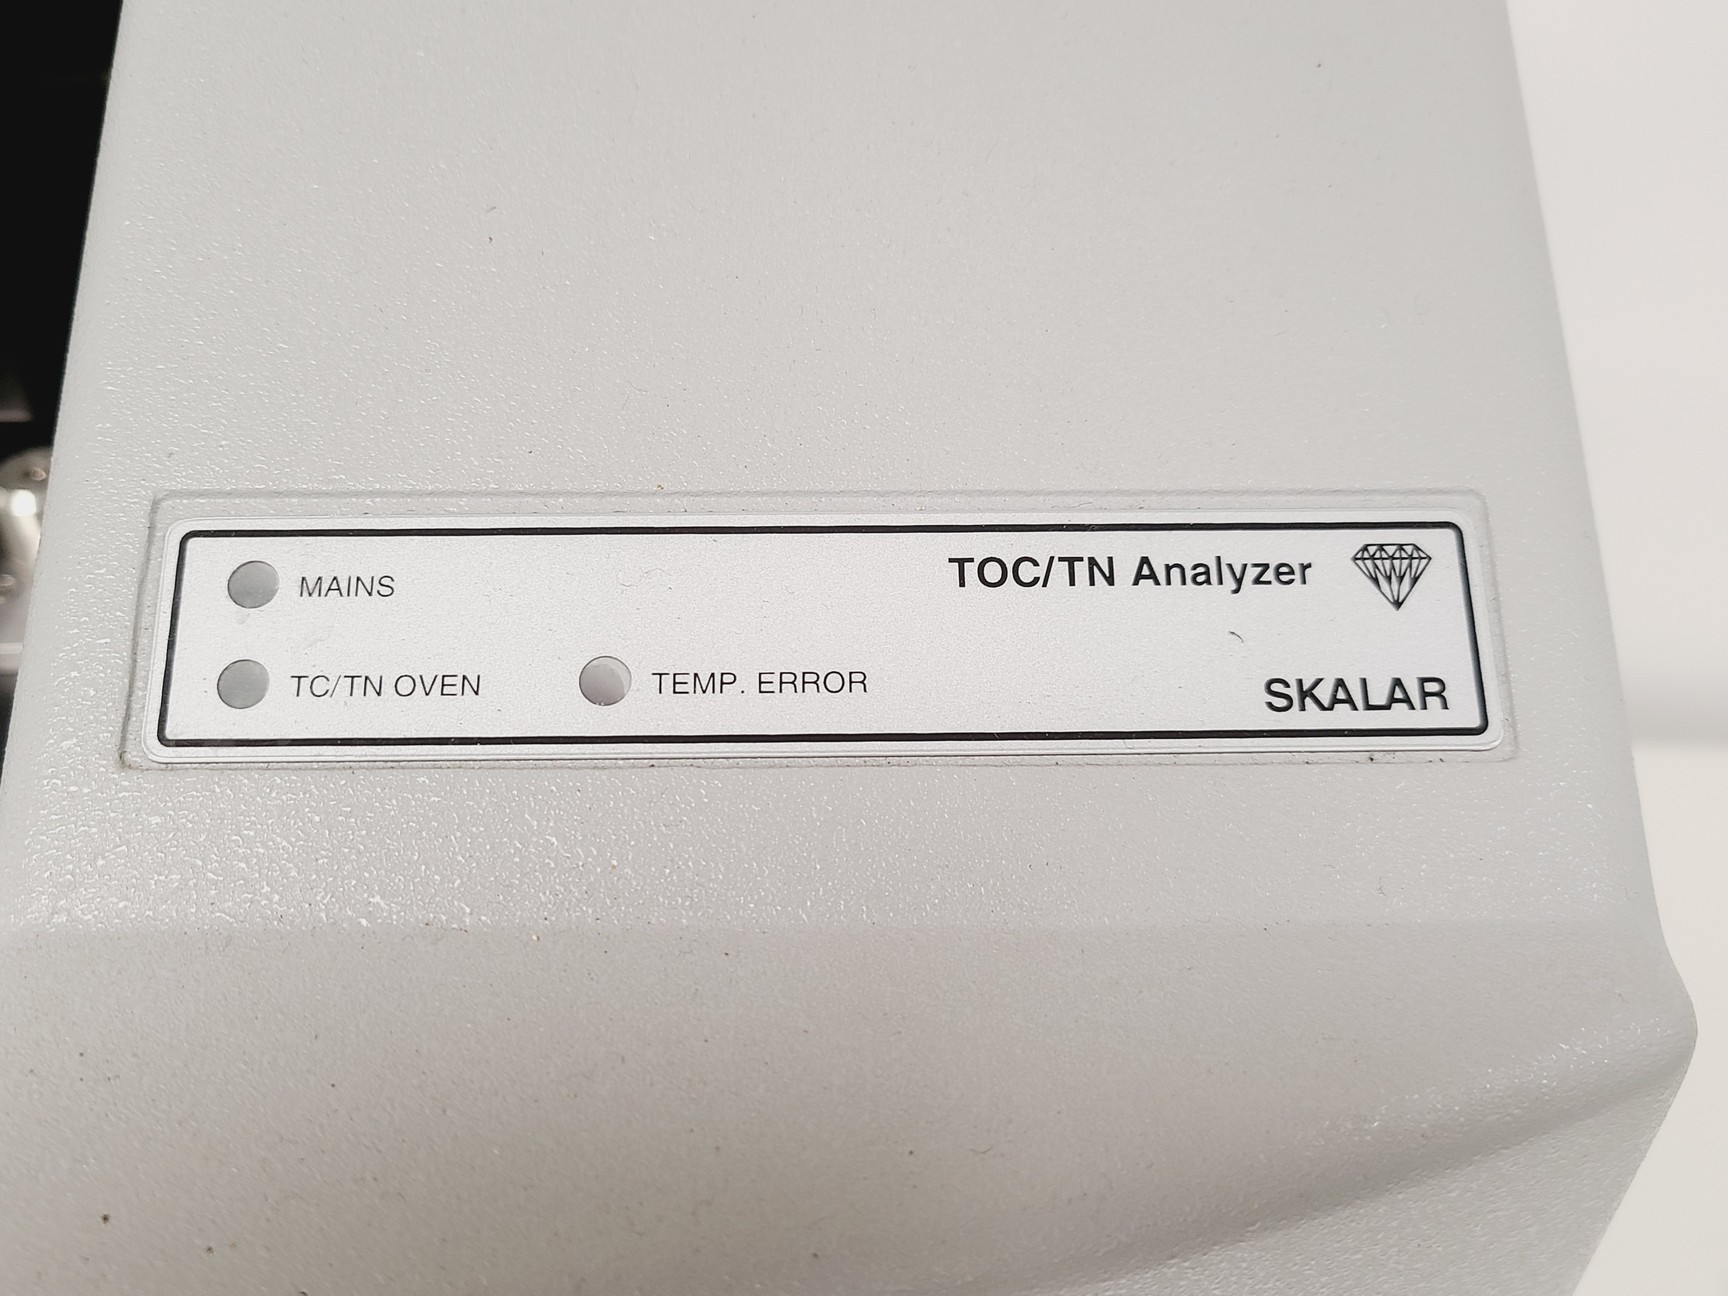 MAINS
TOC/TN Analyzer
TC/TN OVEN
TEMP. ERROR
SKALAR